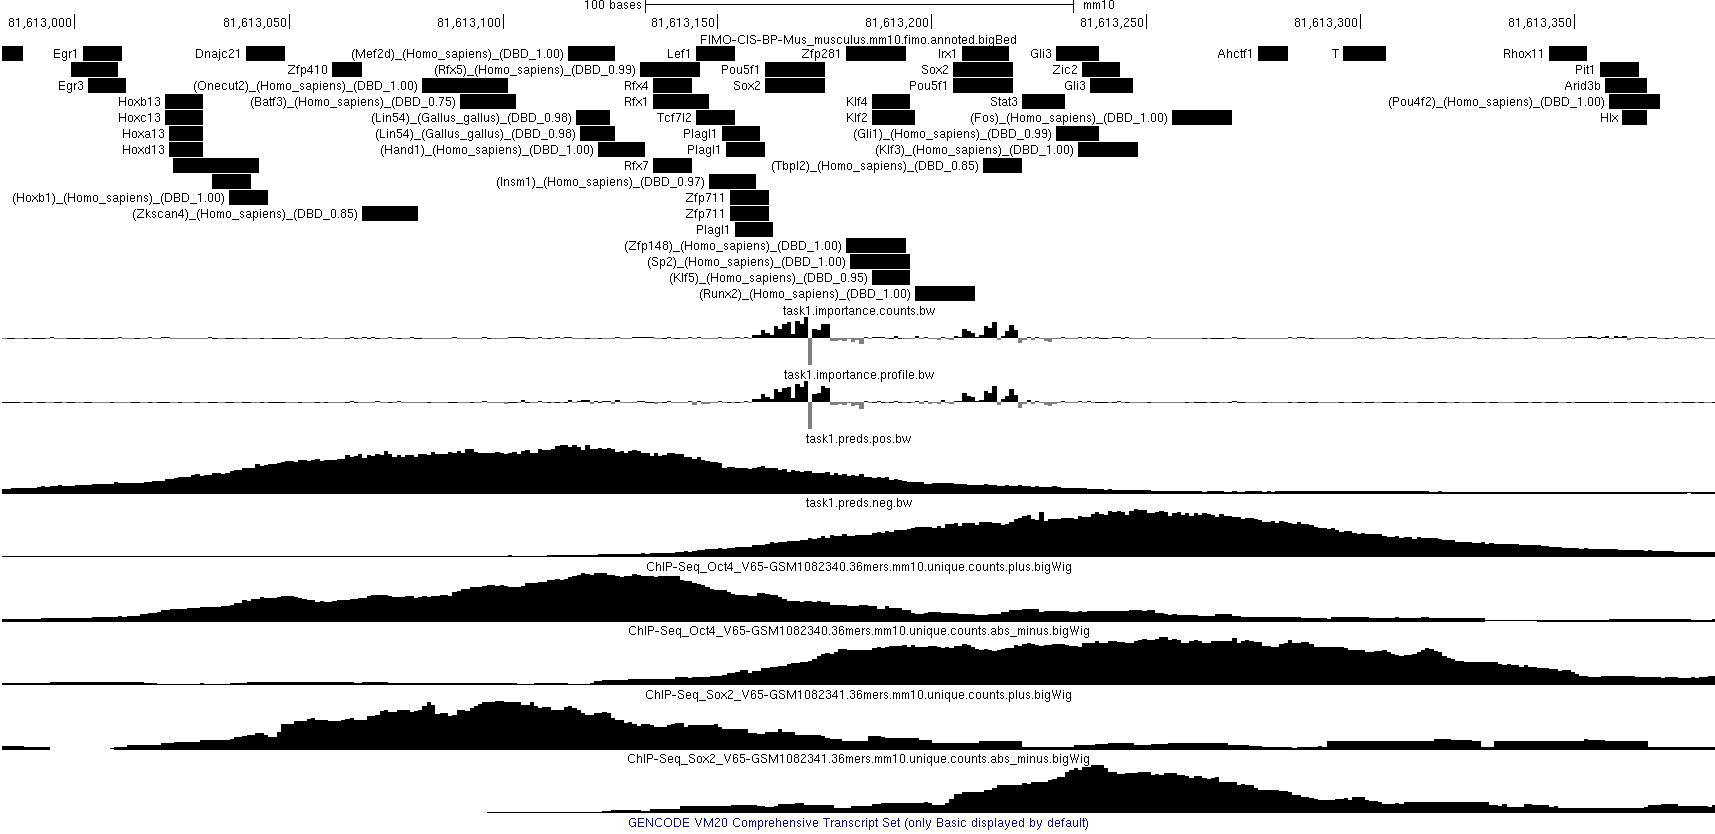 100 bases mm10
81,613,000 81,613,050 81,613,100 81,613,150 81,613,200 81,613,250 81,613,300 81,613,350
FIMO-CIS-BP-Mus_musculus.mm10.fimo.annoted.bigBed
Egr1 Dnajc21 (Mef2d)_(Homo_sapiens)_(DBD_1.00) Lef1 Zfp281 Irx1 Gli3 Ahctf1 T Rhox11
Zfp410 (Rfx5)_(Homo_sapiens)_(DBD_0.99) Pou5f1 Sox2 Zic2 Pit1
Egr3 (Onecut2)_(Homo_sapiens)_(DBD_1.00) Rfx4 Sox2 Pou5f1 Gli3 Arid3b
Hoxb13 (Batf3)_(Homo_sapiens)_(DBD_0.75) Rfx1 Klf4 Stat3 (Pou4f2)_(Homo_sapiens)_(DBD_1.00)
Hoxc13 (Lin54)_(Gallus_gallus)_(DBD_0.98) Tcf7l2 Klf2 (Fos)_(Homo_sapiens)_(DBD_1.00) Hlx
Hoxa13 (Lin54)_(Gallus_gallus)_(DBD_0.98) Plagl1 (Gli1)_(Homo_sapiens)_(DBD_0.99)
Hoxd13 (Hand1)_(Homo_sapiens)_(DBD_1.00) Plagl1 (Klf3)_(Homo_sapiens)_(DBD_1.00)
Rfx7 (Tbpl2)_(Homo_sapiens)_(DBD_0.85)
(Insm1)_(Homo_sapiens)_(DBD_0.97)
(Hoxb1)_(Homo_sapiens)_(DBD_1.00) Zfp711
(Zkscan4)_(Homo_sapiens)_(DBD_0.85) Zfp711
Plagl1
(Zfp148)_(Homo_sapiens)_(DBD_1.00)
(Sp2)_(Homo_sapiens)_(DBD_1.00)
(Klf5)_(Homo_sapiens)_(DBD_0.95)
(Runx2)_(Homo_sapiens)_(DBD_1.00)
task1.importance.counts.bw
task1.importance.profile.bw
task1.preds.pos.bw
task1.preds.neg.bw
ChIP-Seq_Oct4_V65-GSM1082340.36mers.mm10.unique.counts.plus.bigWig
ChIP-Seq_Oct4_V65-GSM1082340.36mers.mm10.unique.counts.abs_minus.bigWig
ChIP-Seq_Sox2_V65-GSM1082341.36mers.mm10.unique.counts.plus.bigWig
ChIP-Seq_Sox2_V65-GSM1082341.36mers.mm10.unique.counts.abs_minus.bigWig
GENCODE VM20 Comprehensive Transcript Set (only Basic displayed by default)